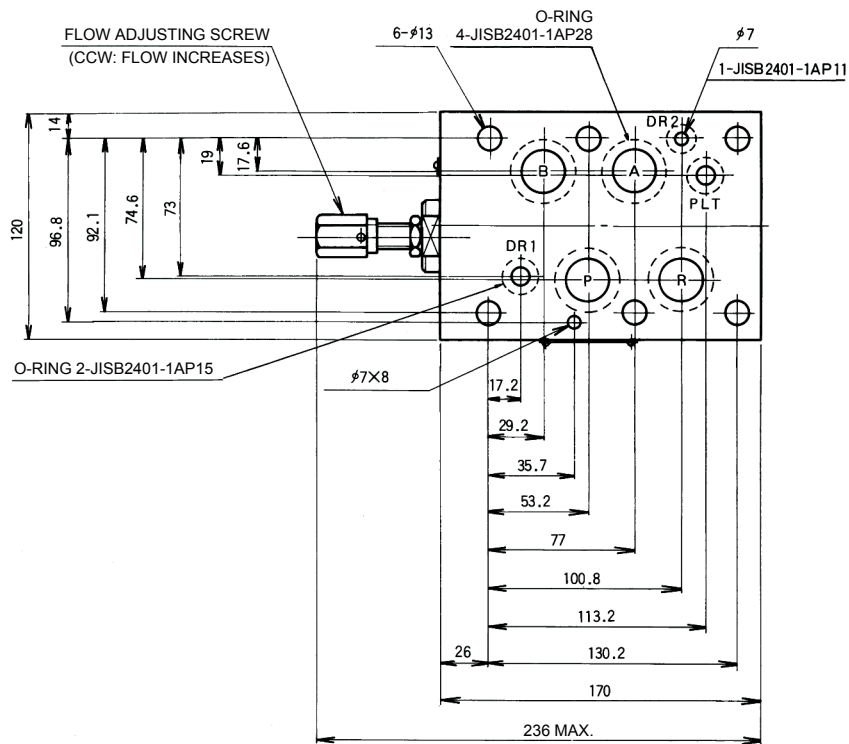 O-RING
FLOW ADJUSTING SCREW
6-φ13
4-JISB2401-1AP28
φ7
(CCW: FLOW INCREASES)
1-JISB2401-1AP11
14
DR2
19
17.6
B
A
PLT
120
96.8
92.1
74.6
73
DR1
P
R
O-RING 2-JISB2401-1AP15
φ7×8
17.2
29.2
35.7
53.2
77
100.8
113.2
26
130.2
170
236 MAX.